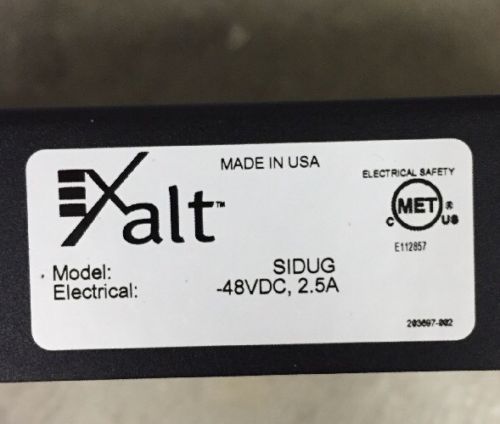 Exalt™
MADE IN USA
ELECTRICAL SAFETY
MET ®
C US
E112857
Model: SIDUG
Electrical: -48VDC, 2.5A
203697-002